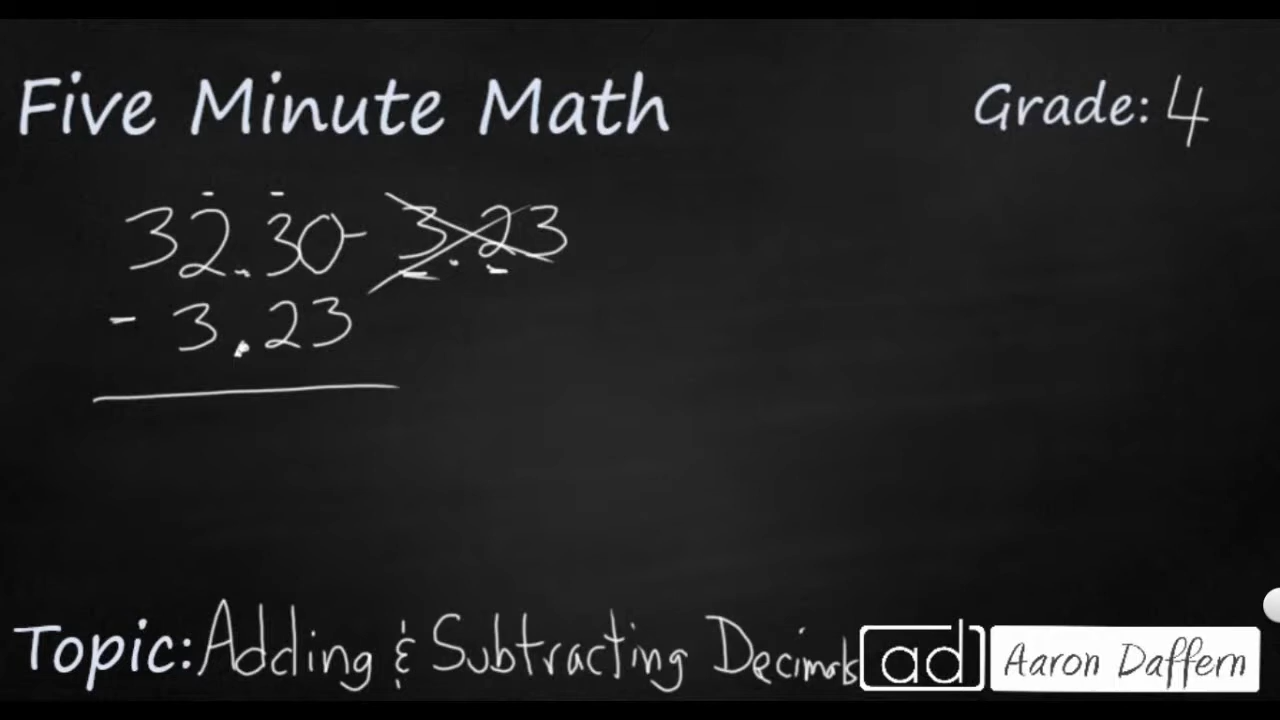 Five Minute Math
Grade: 4
32.30 - 3.23
- 3.23
Topic: Adding & Subtracting Decimals
ad Aaron Daffern